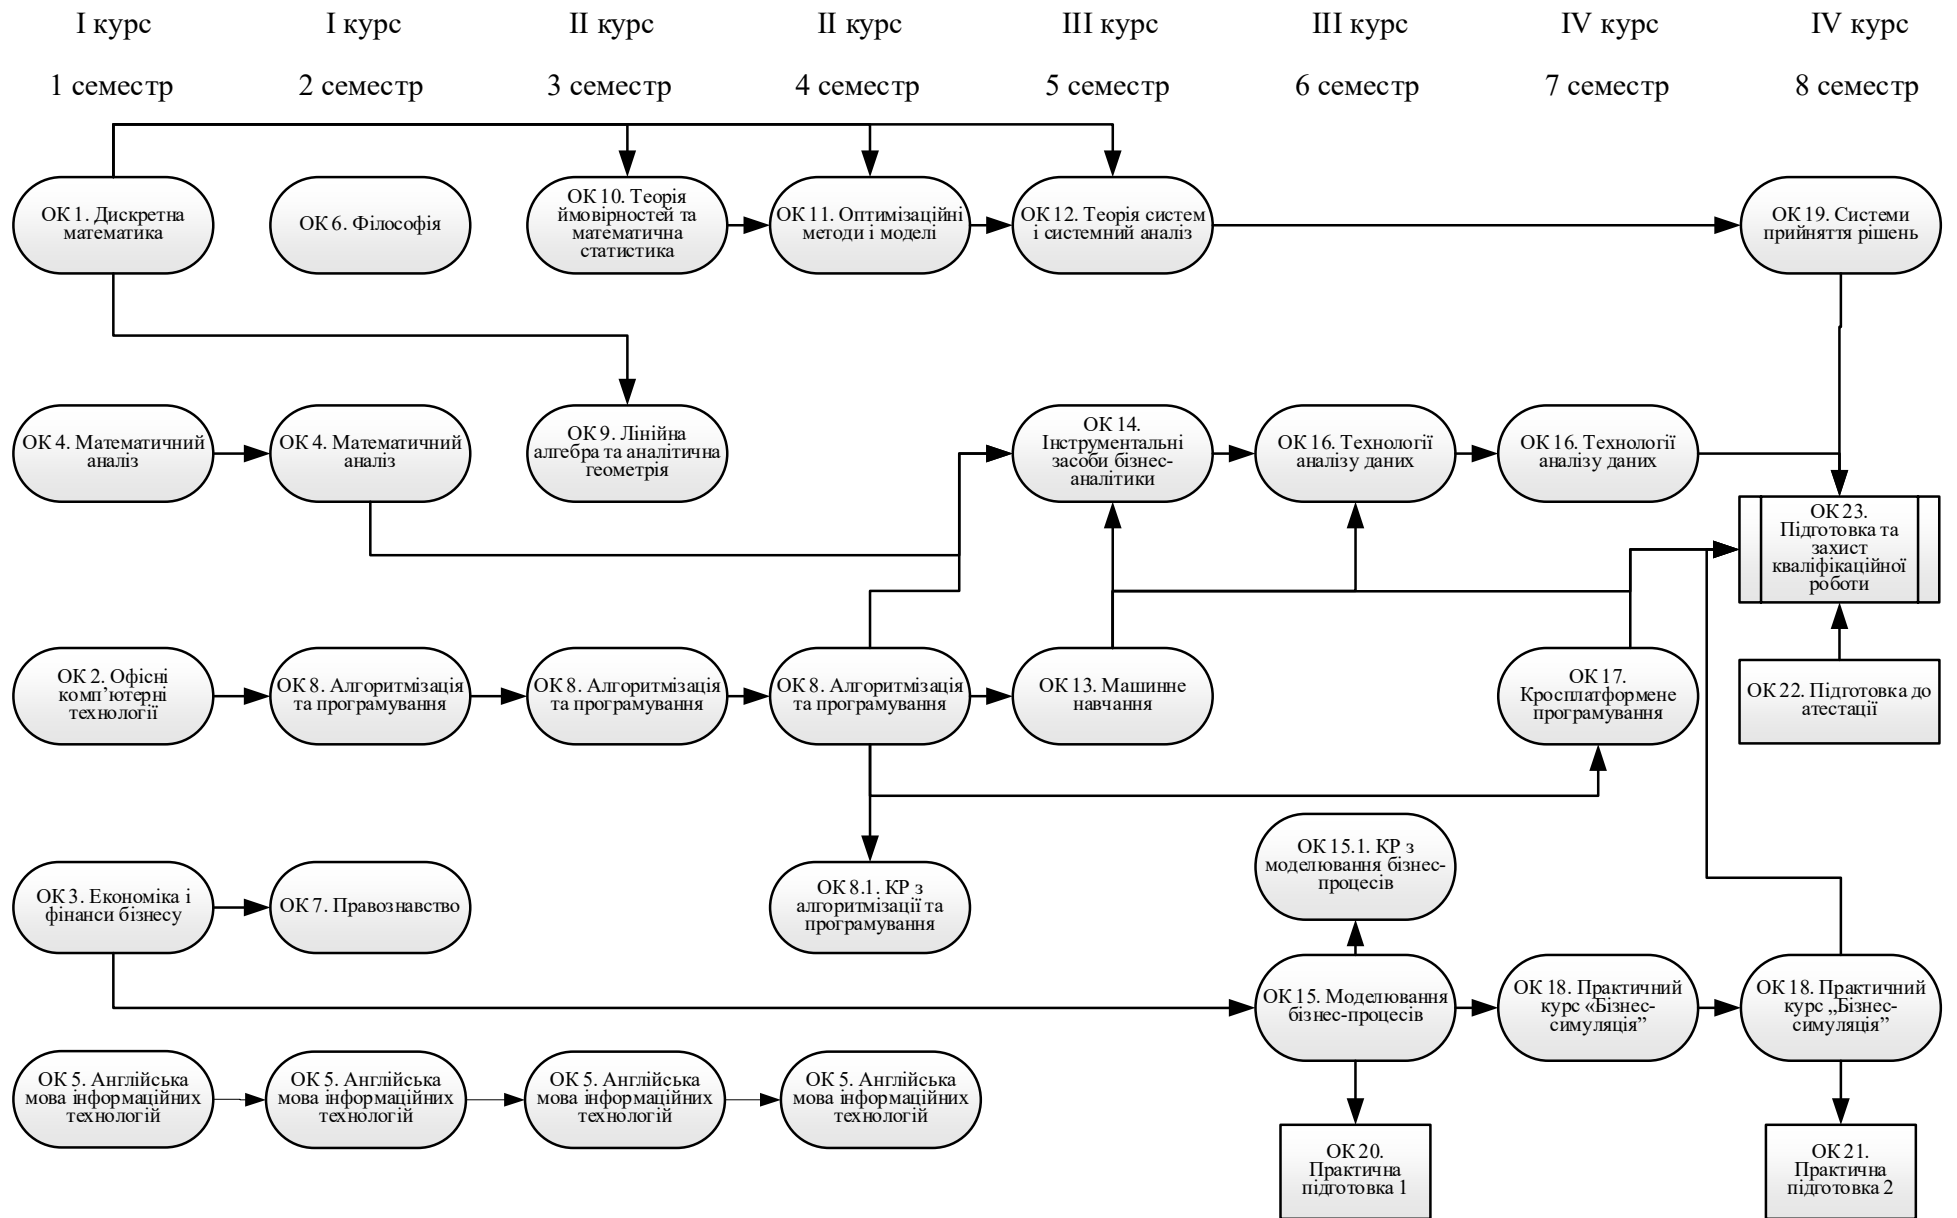 I курс
I курс
II курс
II курс
III курс
III курс
IV курс
IV курс
1 семестр
2 семестр
3 семестр
4 семестр
5 семестр
6 семестр
7 семестр
8 семестр
ОК 1. Дискретна
математика
ОК 6. Філософія
ОК 10. Теорія
ймовірностей та
математична
статистика
ОК 11. Оптимізаційні
методи і моделі
ОК 12. Теорія систем
і системний аналіз
ОК 19. Системи
прийняття рішень
ОК 4. Математичний
аналіз
ОК 4. Математичний
аналіз
ОК 9. Лінійна
алгебра та аналітична
геометрія
ОК 14.
Інструментальні
засоби бізнес-
аналітики
ОК 16. Технології
аналізу даних
ОК 16. Технології
аналізу даних
ОК 23.
Підготовка та
захист
кваліфікаційної
роботи
ОК 2. Офісні
комп’ютерні
технології
ОК 8. Алгоритмізація
та програмування
ОК 8. Алгоритмізація
та програмування
ОК 8. Алгоритмізація
та програмування
ОК 13. Машинне
навчання
ОК 17.
Кросплатформене
програмування
ОК 22. Підготовка до
атестації
ОК 3. Економіка і
фінанси бізнесу
ОК 7. Правознавство
ОК 8.1. КР з
алгоритмізації та
програмування
ОК 15.1. КР з
моделювання бізнес-
процесів
ОК 15. Моделювання
бізнес-процесів
ОК 18. Практичний
курс «Бізнес-
симуляція”
ОК 18. Практичний
курс „Бізнес-
симуляція”
ОК 5. Англійська
мова інформаційних
технологій
ОК 5. Англійська
мова інформаційних
технологій
ОК 5. Англійська
мова інформаційних
технологій
ОК 5. Англійська
мова інформаційних
технологій
ОК 20.
Практична
підготовка 1
ОК 21.
Практична
підготовка 2